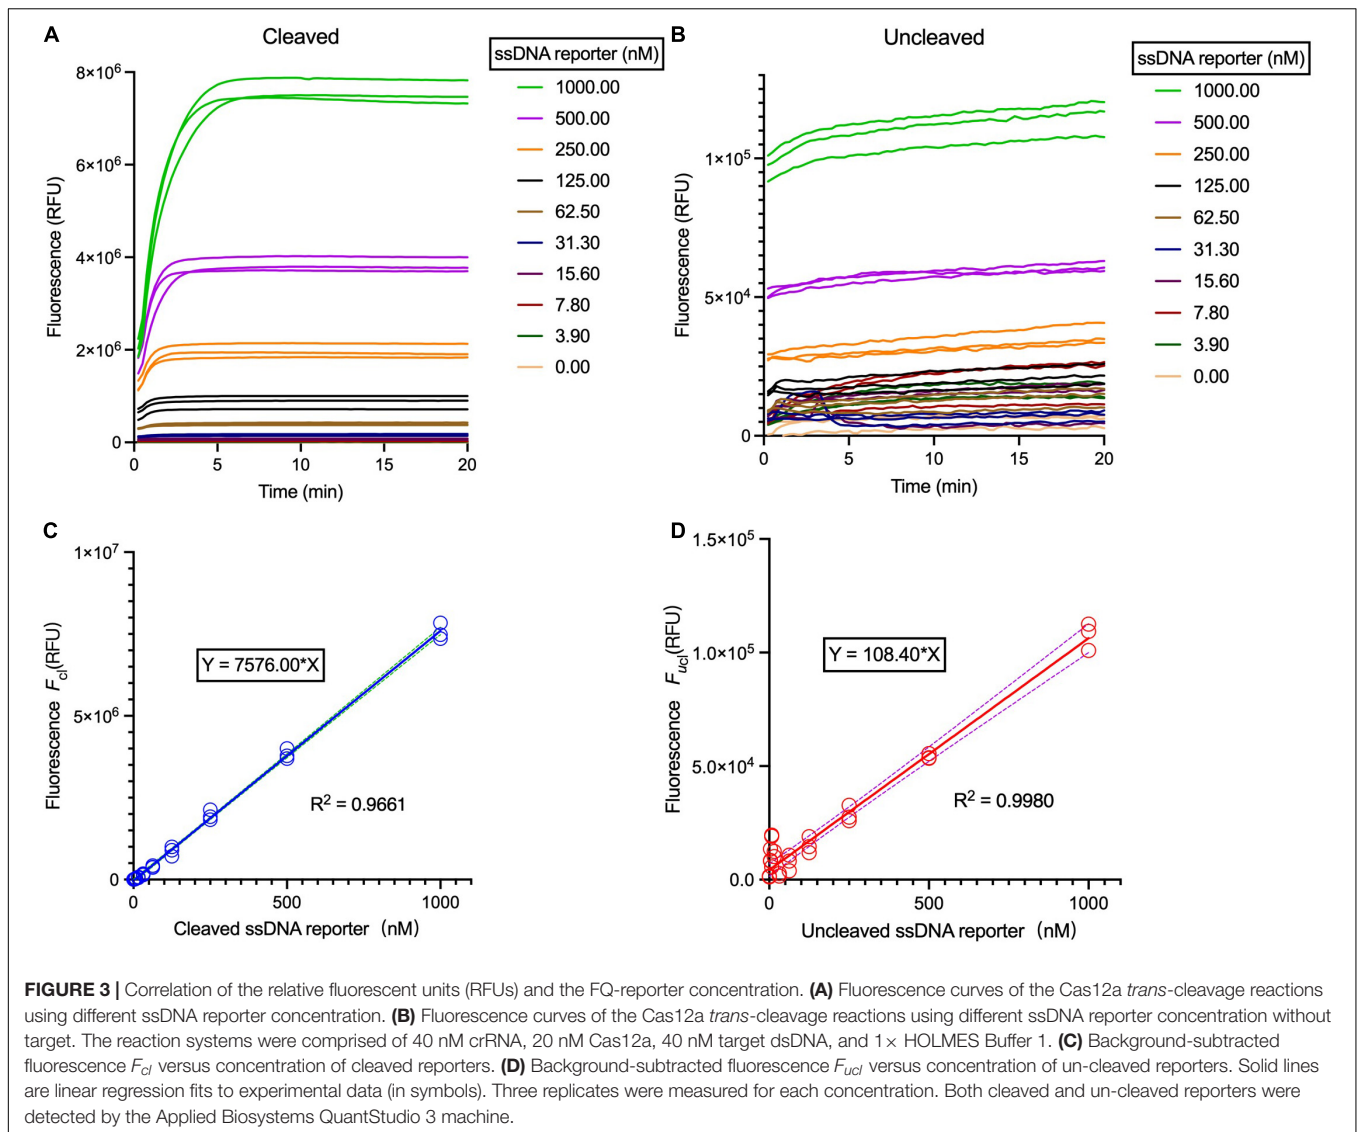 A
Cleaved
ssDNA reporter (nM)
8×10⁶
6×10⁶
4×10⁶
2×10⁶
0
Fluorescence (RFU)
0 5 10 15 20
Time (min)
1000.00
500.00
250.00
125.00
62.50
31.30
15.60
7.80
3.90
0.00
B
Uncleaved
ssDNA reporter (nM)
1×10⁵
5×10⁴
0
Fluorescence (RFU)
0 5 10 15 20
Time (min)
1000.00
500.00
250.00
125.00
62.50
31.30
15.60
7.80
3.90
0.00
C
1×10⁷
5×10⁶
0
Fluorescence Fcl(RFU)
Y = 7576.00*X
R² = 0.9661
0 500 1000
Cleaved ssDNA reporter (nM)
D
1.5×10⁵
1.0×10⁵
5.0×10⁴
0.0
Fluorescence Fucl(RFU)
Y = 108.40*X
R² = 0.9980
0 500 1000
Uncleaved ssDNA reporter (nM)
FIGURE 3 | Correlation of the relative fluorescent units (RFUs) and the FQ-reporter concentration. (A) Fluorescence curves of the Cas12a trans-cleavage reactions
using different ssDNA reporter concentration. (B) Fluorescence curves of the Cas12a trans-cleavage reactions using different ssDNA reporter concentration without
target. The reaction systems were comprised of 40 nM crRNA, 20 nM Cas12a, 40 nM target dsDNA, and 1× HOLMES Buffer 1. (C) Background-subtracted
fluorescence Fcl versus concentration of cleaved reporters. (D) Background-subtracted fluorescence Fucl versus concentration of un-cleaved reporters. Solid lines
are linear regression fits to experimental data (in symbols). Three replicates were measured for each concentration. Both cleaved and un-cleaved reporters were
detected by the Applied Biosystems QuantStudio 3 machine.